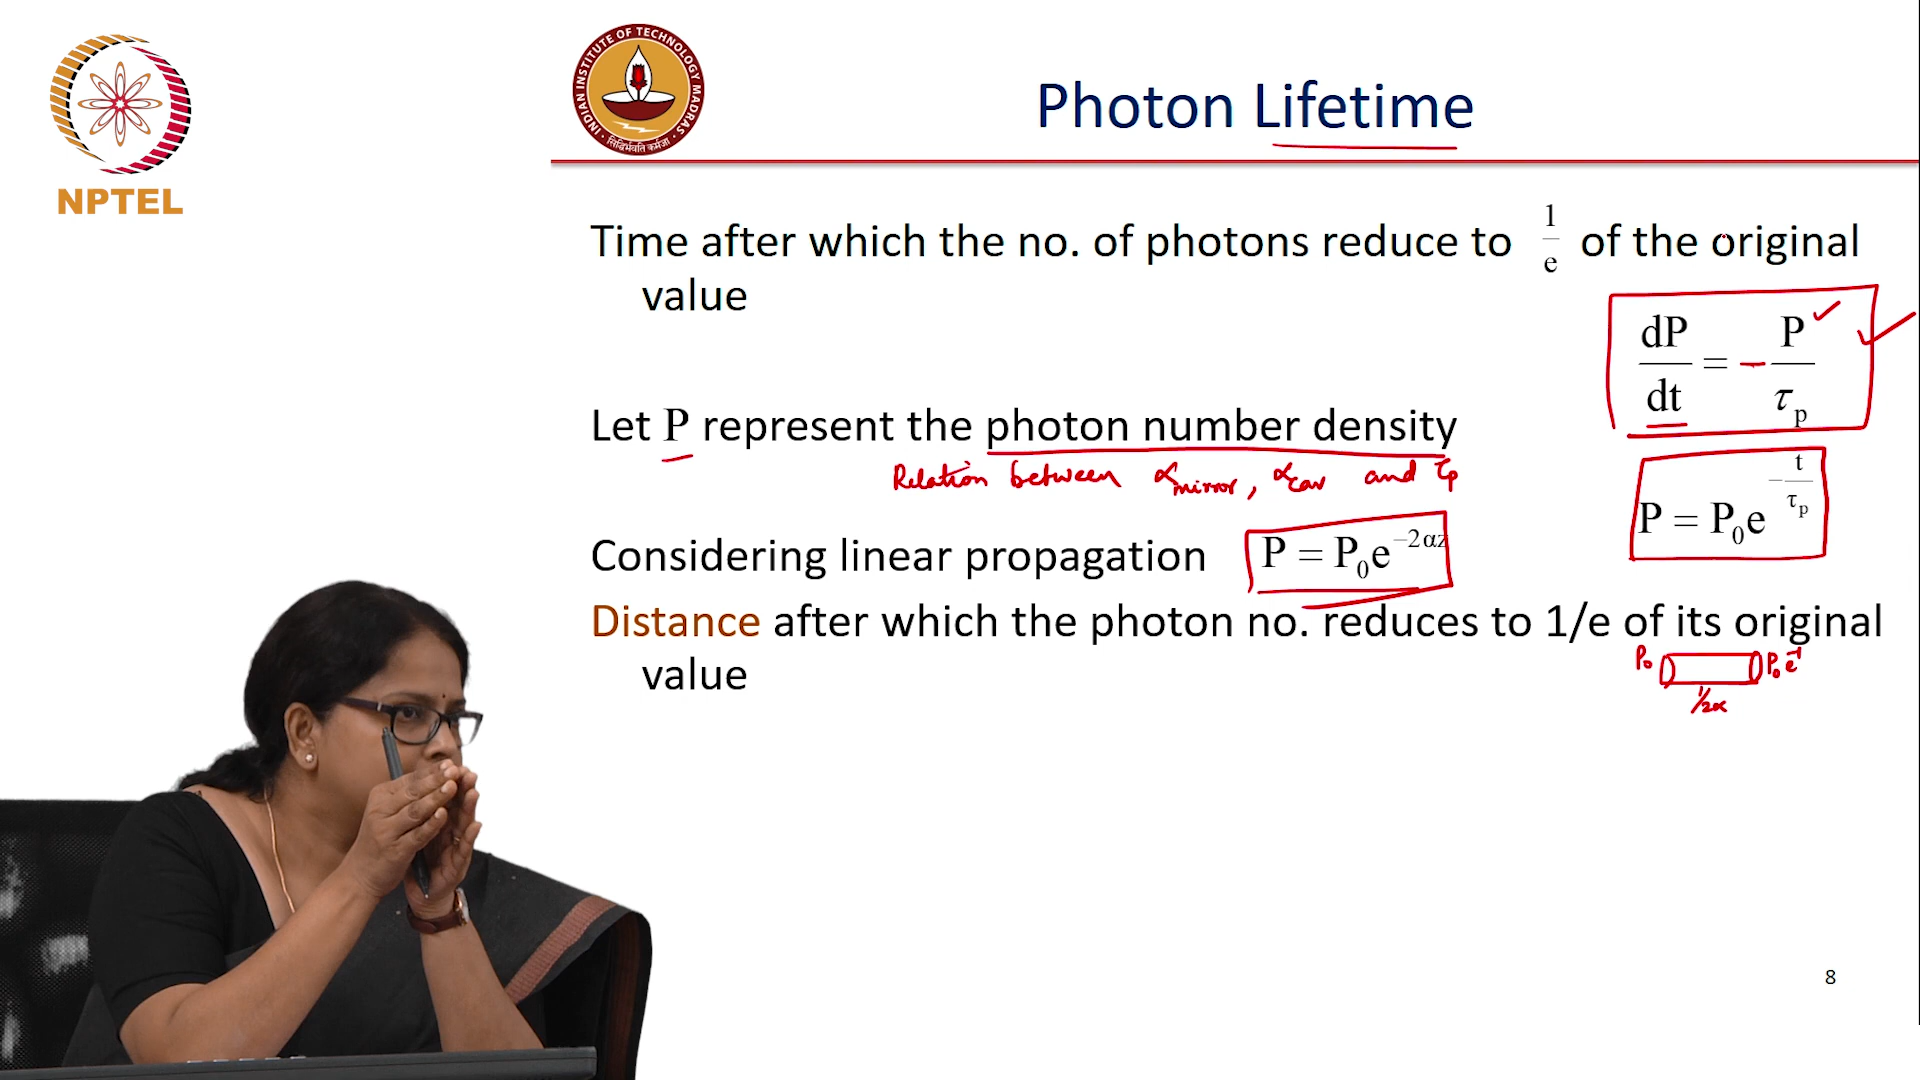 NPTEL
INDIAN INSTITUTE OF TECHNOLOGY MADRAS
सिद्धिर्भवति कर्मजा
Photon Lifetime
Time after which the no. of photons reduce to 1/e of the original
value
dP/dt = - P/τp
Let P represent the photon number density
Relation between αmirror, αcav and τp
P = P0e^(-t/τp)
Considering linear propagation P = P0e^(-2αz)
Distance after which the photon no. reduces to 1/e of its original
value
P0 P0e^-1
1/2α
8